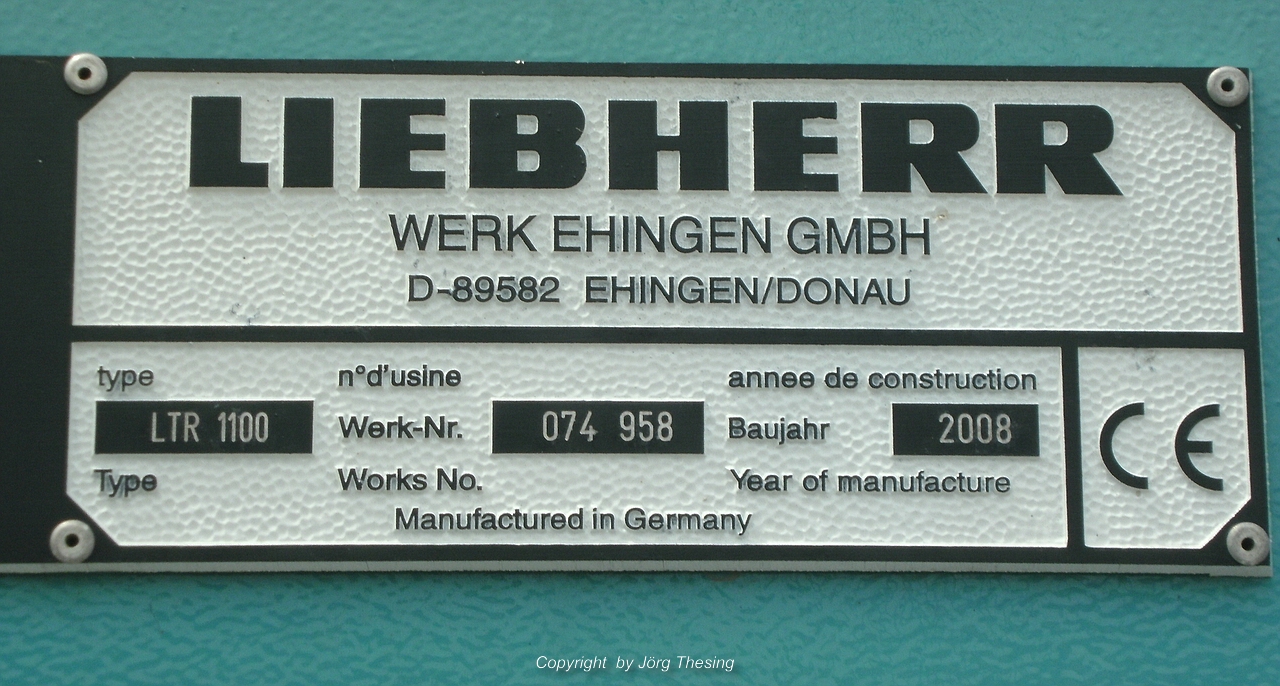 LIEBHERR
WERK EHINGEN GMBH
D-89582 EHINGEN/DONAU
type n°d'usine annee de construction
LTR 1100 Werk-Nr. 074 958 Baujahr 2008 CE
Type Works No. Year of manufacture
Manufactured in Germany
Copyright by Jörg Thesing